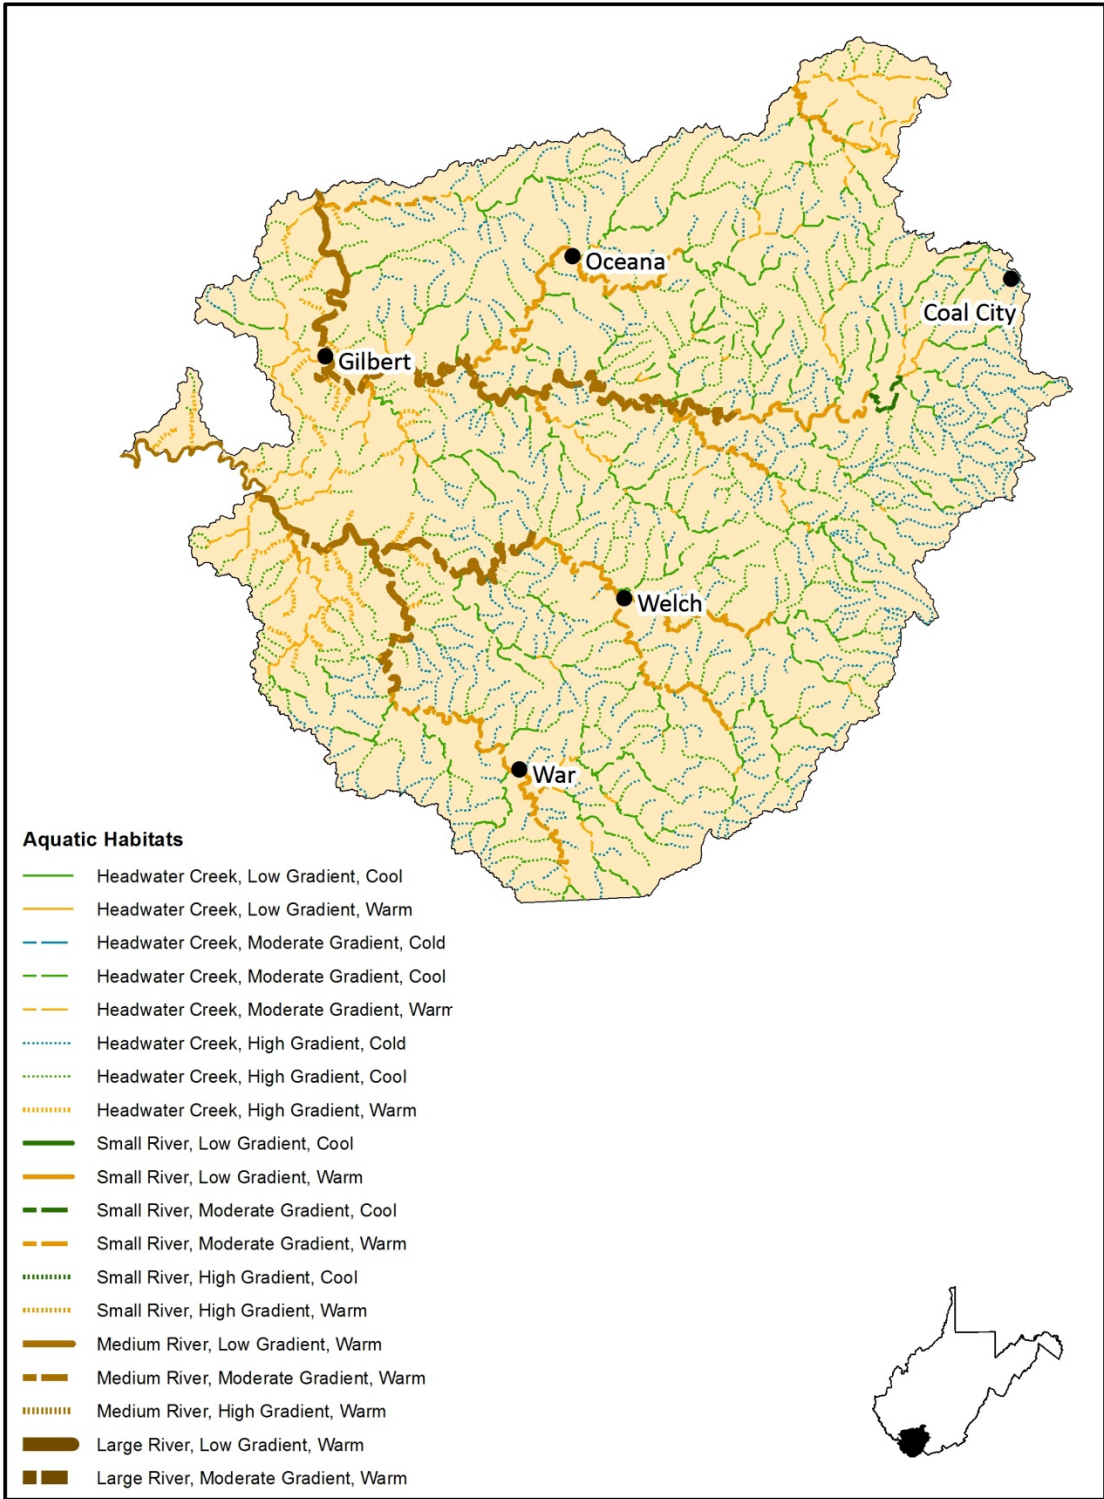 Oceana
Coal City
Gilbert
Welch
War
Aquatic Habitats
Headwater Creek, Low Gradient, Cool
Headwater Creek, Low Gradient, Warm
Headwater Creek, Moderate Gradient, Cold
Headwater Creek, Moderate Gradient, Cool
Headwater Creek, Moderate Gradient, Warm
Headwater Creek, High Gradient, Cold
Headwater Creek, High Gradient, Cool
Headwater Creek, High Gradient, Warm
Small River, Low Gradient, Cool
Small River, Low Gradient, Warm
Small River, Moderate Gradient, Cool
Small River, Moderate Gradient, Warm
Small River, High Gradient, Cool
Small River, High Gradient, Warm
Medium River, Low Gradient, Warm
Medium River, Moderate Gradient, Warm
Medium River, High Gradient, Warm
Large River, Low Gradient, Warm
Large River, Moderate Gradient, Warm